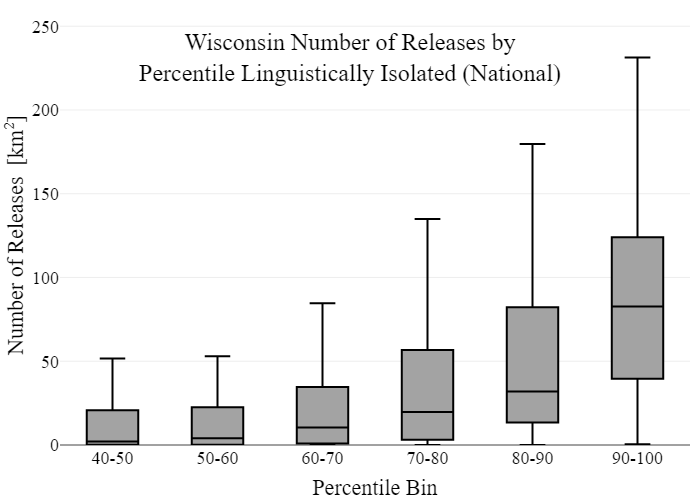 Wisconsin Number of Releases by
Percentile Linguistically Isolated (National)
Number of Releases [km²]
250
200
150
100
50
0
40-50 50-60 60-70 70-80 80-90 90-100
Percentile Bin